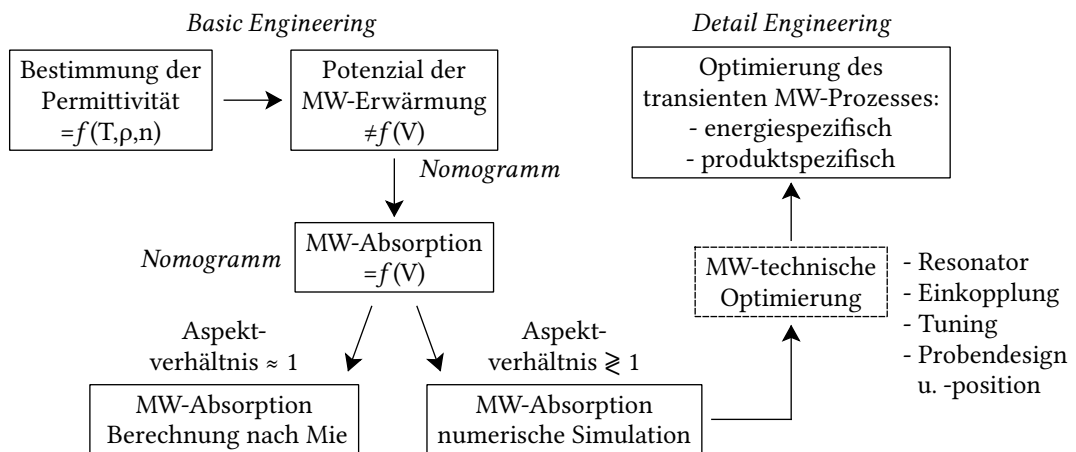 Basic Engineering
Bestimmung der
Permittivität
=f(T,ρ,n)
Potenzial der
MW-Erwärmung
≠f(V)
Nomogramm
Nomogramm
MW-Absorption
=f(V)
Aspekt-
verhältnis ≈ 1
Aspekt-
verhältnis ≷ 1
MW-Absorption
Berechnung nach Mie
MW-Absorption
numerische Simulation
Detail Engineering
Optimierung des
transienten MW-Prozesses:
- energiespezifisch
- produktspezifisch
MW-technische
Optimierung
- Resonator
- Einkopplung
- Tuning
- Probendesign
u. -position